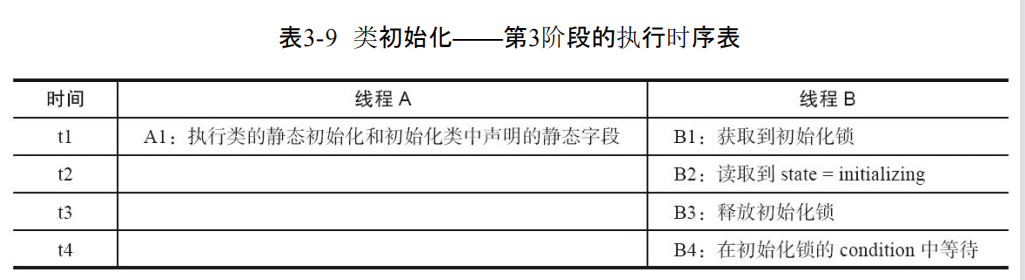 表3-9 类初始化——第3阶段的执行时序表
时间 线程 A 线程 B
t1 A1：执行类的静态初始化和初始化类中声明的静态字段 B1：获取到初始化锁
t2 B2：读取到 state = initializing
t3 B3：释放初始化锁
t4 B4：在初始化锁的 condition 中等待